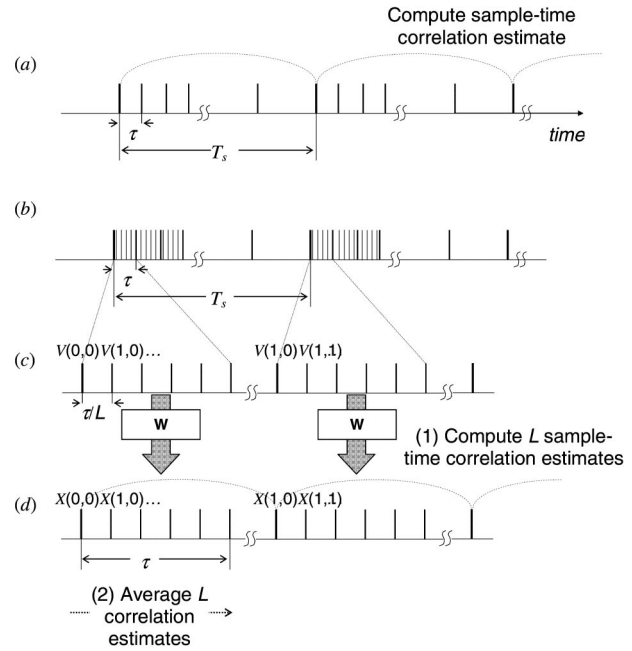 Compute sample-time
correlation estimate
(a)
τ
time
T_s
(b)
τ
T_s
(c)
V(0,0)V(1,0)... V(1,0)V(1,1)
τ/L
W W
(1) Compute L sample-
time correlation estimates
(d)
X(0,0)X(1,0)... X(1,0)X(1,1)
τ
(2) Average L
correlation
estimates